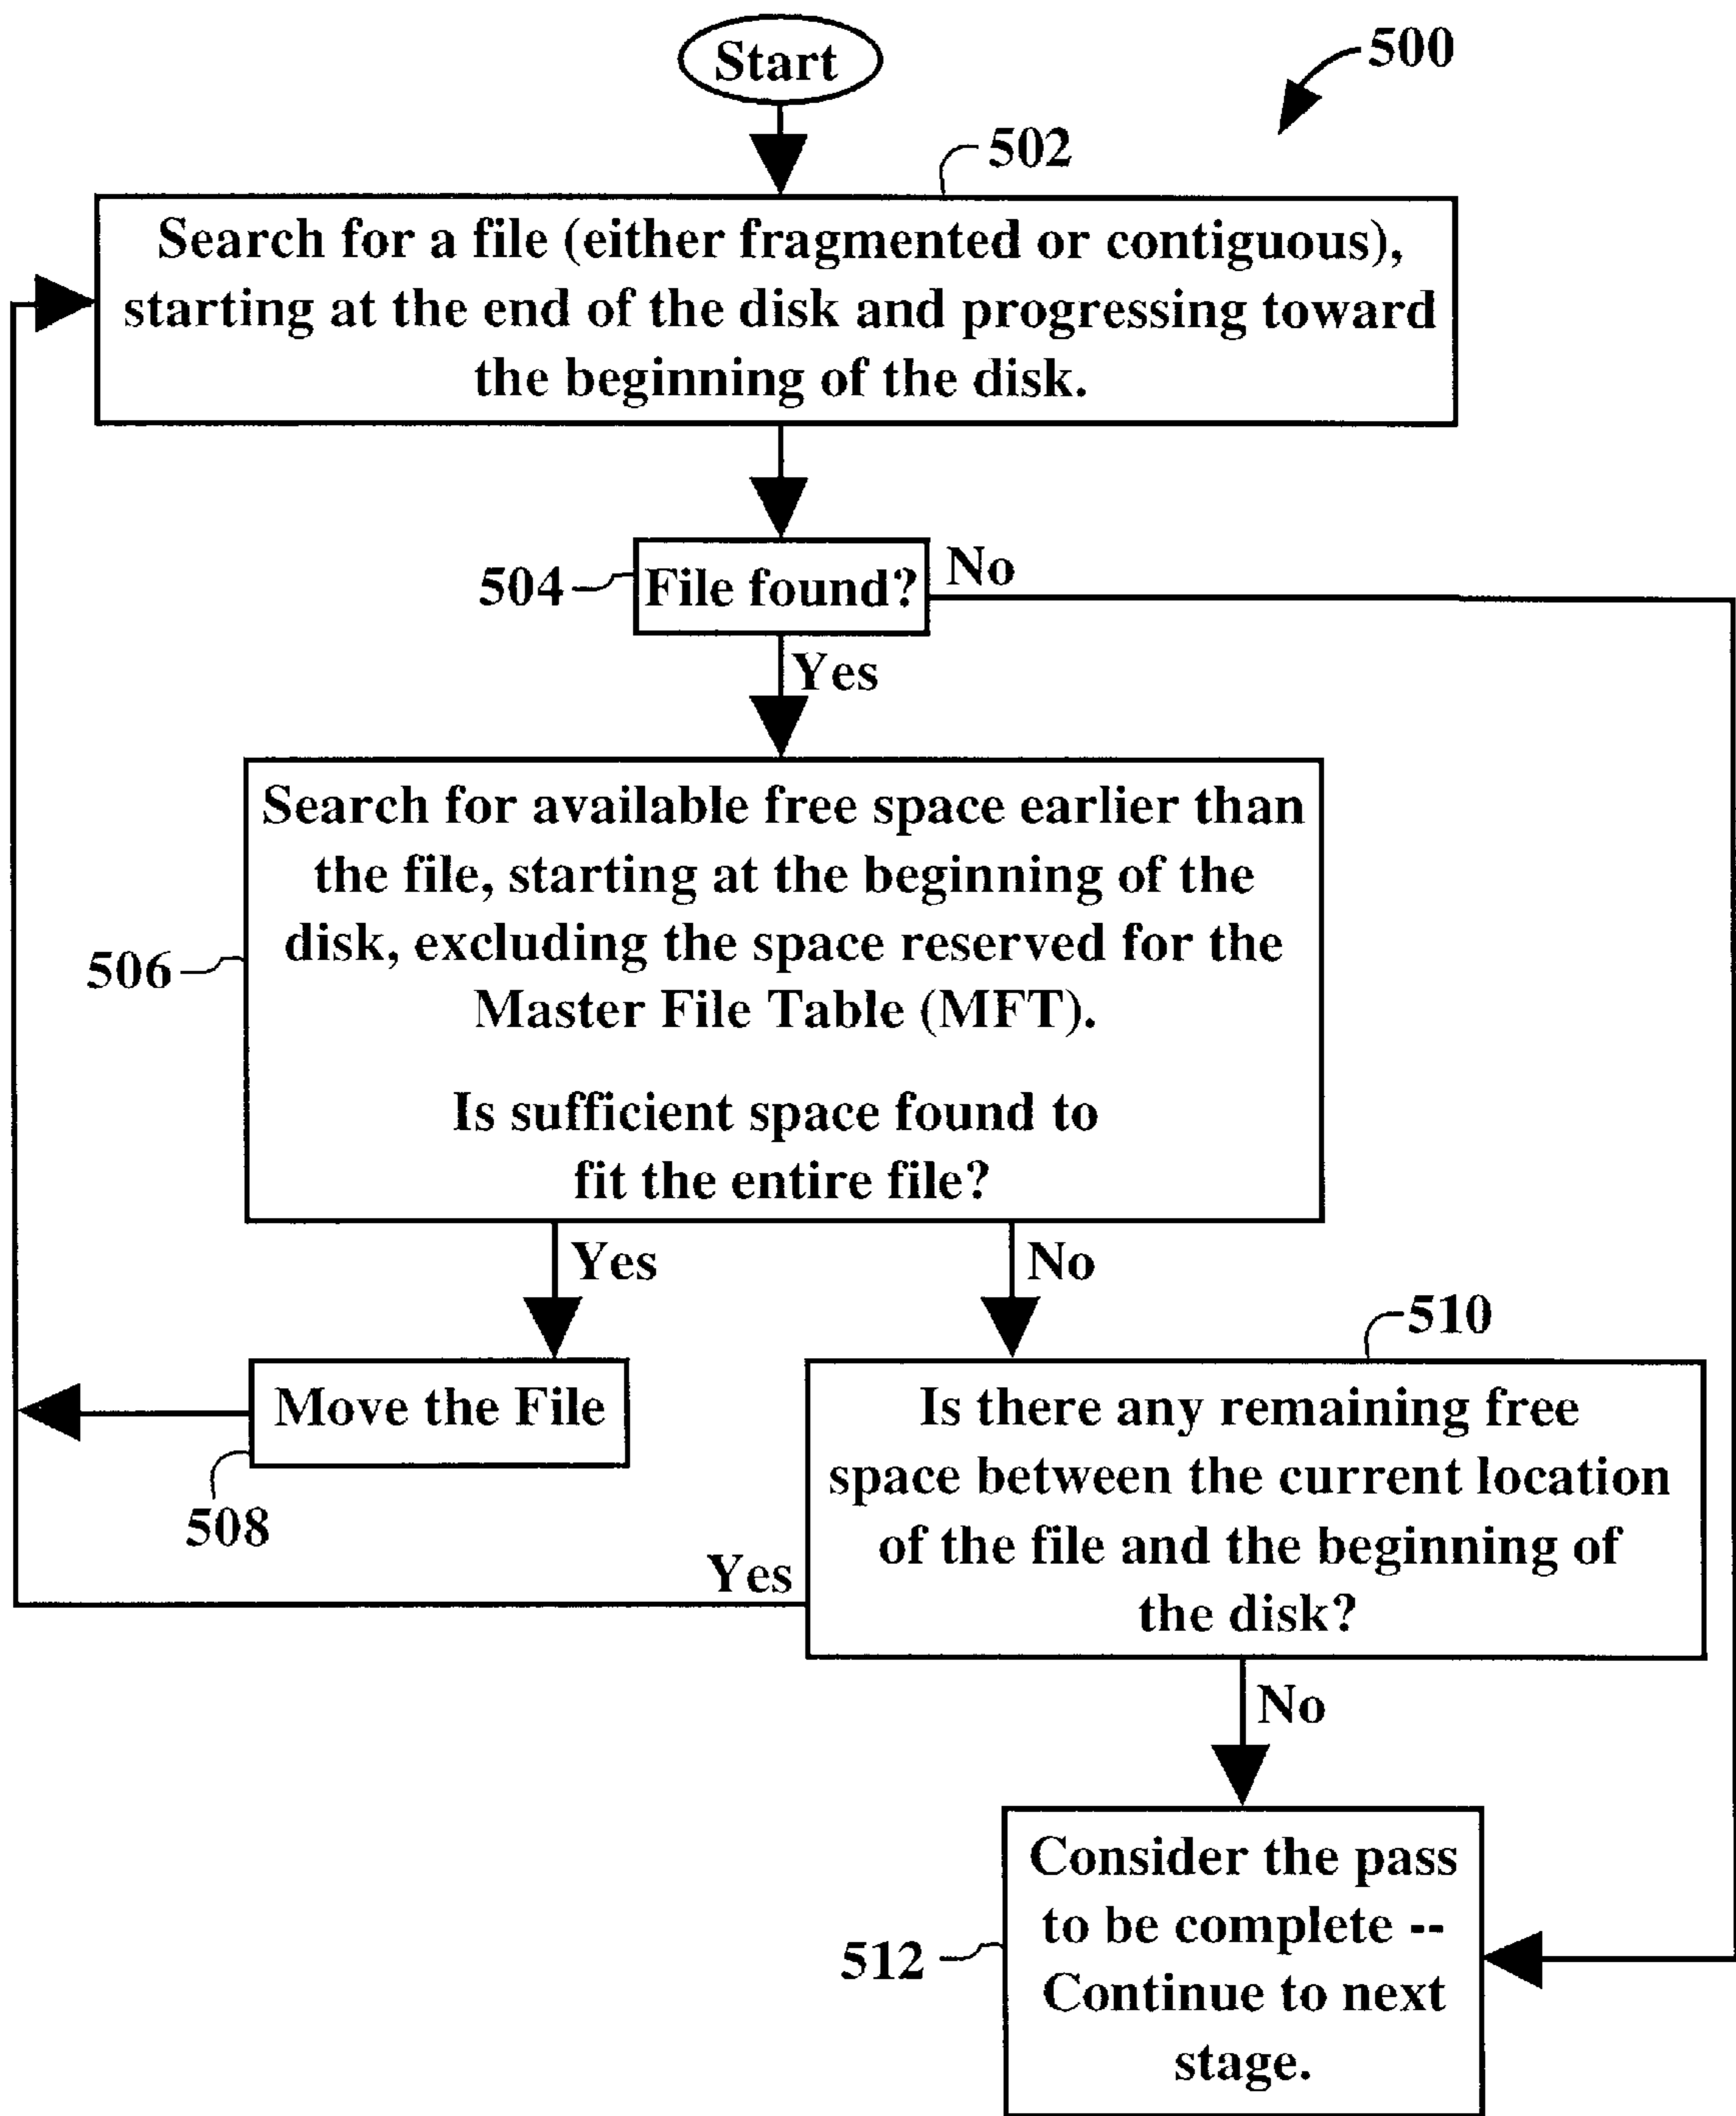 Start
500
502
Search for a file (either fragmented or contiguous),
starting at the end of the disk and progressing toward
the beginning of the disk.
504
File found?
No
Yes
Search for available free space earlier than
the file, starting at the beginning of the
disk, excluding the space reserved for the
Master File Table (MFT).
506
Is sufficient space found to
fit the entire file?
Yes
No
510
Move the File
508
Is there any remaining free
space between the current location
of the file and the beginning of
the disk?
Yes
No
Consider the pass
to be complete --
Continue to next
stage.
512